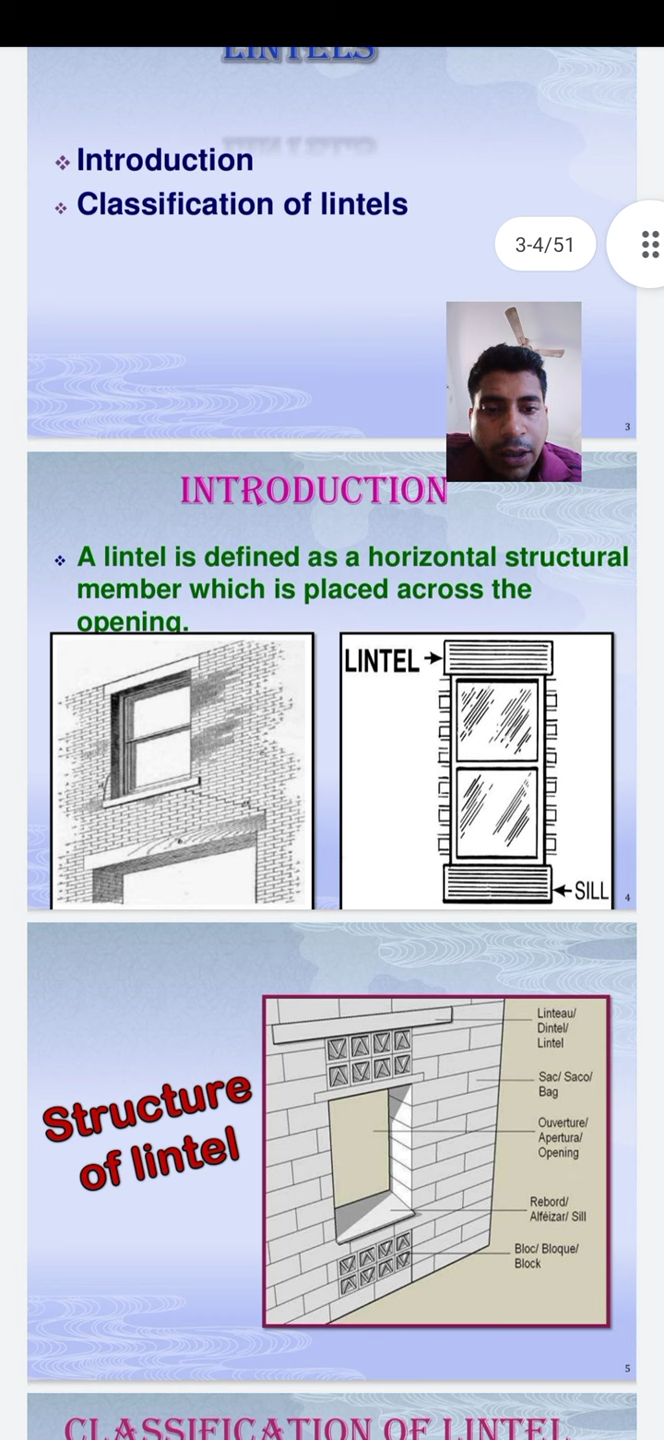 LINTELS
Introduction
Classification of lintels
3-4/51
3
INTRODUCTION
A lintel is defined as a horizontal structural
member which is placed across the
opening.
LINTEL
SILL
4
Structure
of lintel
Linteau/
Dintel/
Lintel
Sac/ Saco/
Bag
Ouverture/
Apertura/
Opening
Rebord/
Alféizar/ Sill
Bloc/ Bloque/
Block
5
CLASSIFICATION OF LINTEL